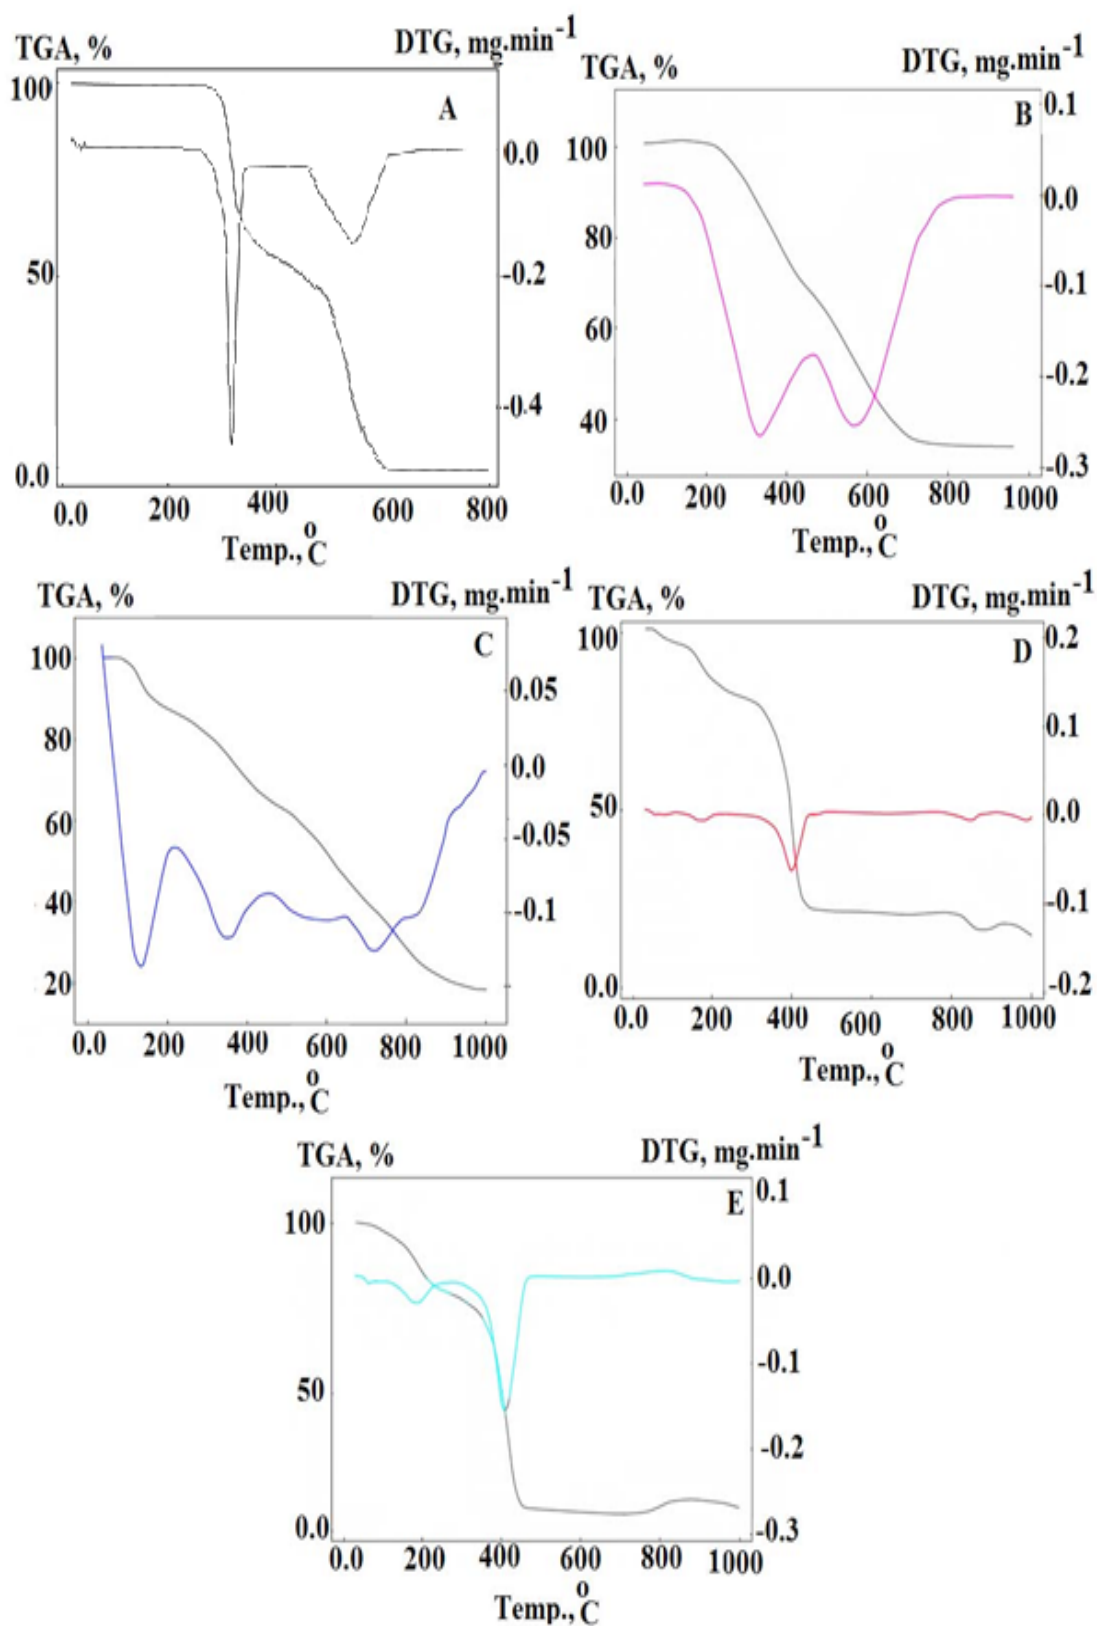 TGA, %
DTG, mg.min-1
100
A
0.0
50
-0.2
-0.4
0.0
0.0 200 400 600 800
Temp., oC
TGA, %
DTG, mg.min-1
0.1
B
100
0.0
80
-0.1
60
-0.2
40
-0.3
0.0 200 400 600 800 1000
Temp., oC
TGA, %
DTG, mg.min-1
C
100
0.05
80
0.0
60
-0.05
40
-0.1
20
0.0 200 400 600 800 1000
Temp., oC
TGA, %
DTG, mg.min-1
100
0.2
D
0.1
50
0.0
-0.1
0.0
-0.2
0.0 200 400 600 800 1000
Temp., oC
TGA, %
DTG, mg.min-1
0.1
E
100
0.0
-0.1
50
-0.2
0.0
-0.3
0.0 200 400 600 800 1000
Temp., oC